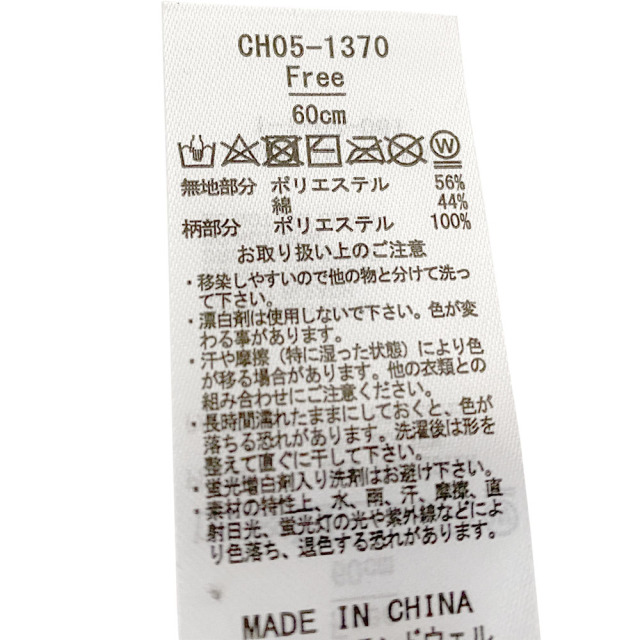 CH05-1370
Free
60cm
W
無地部分 ポリエステル 56%
綿 44%
柄部分 ポリエステル 100%
お取り扱い上のご注意
・移染しやすいので他の物と分けて洗っ
て下さい。
・漂白剤は使用しないで下さい。色が変
わる事があります。
・汗や摩擦（特に湿った状態）により色
が移る場合があります。他の衣類との
組み合わせにご注意ください。
・長時間濡れたままにしておくと、色が
落ちる恐れがあります。洗濯後は形を
整えて直ぐに干して下さい。
・蛍光増白剤入り洗剤はお避け下さい。
・素材の特性上、水、雨、汗、摩擦、直
射日光、蛍光灯の光や紫外線などによ
り色落ち、退色する恐れがあります。
MADE IN CHINA